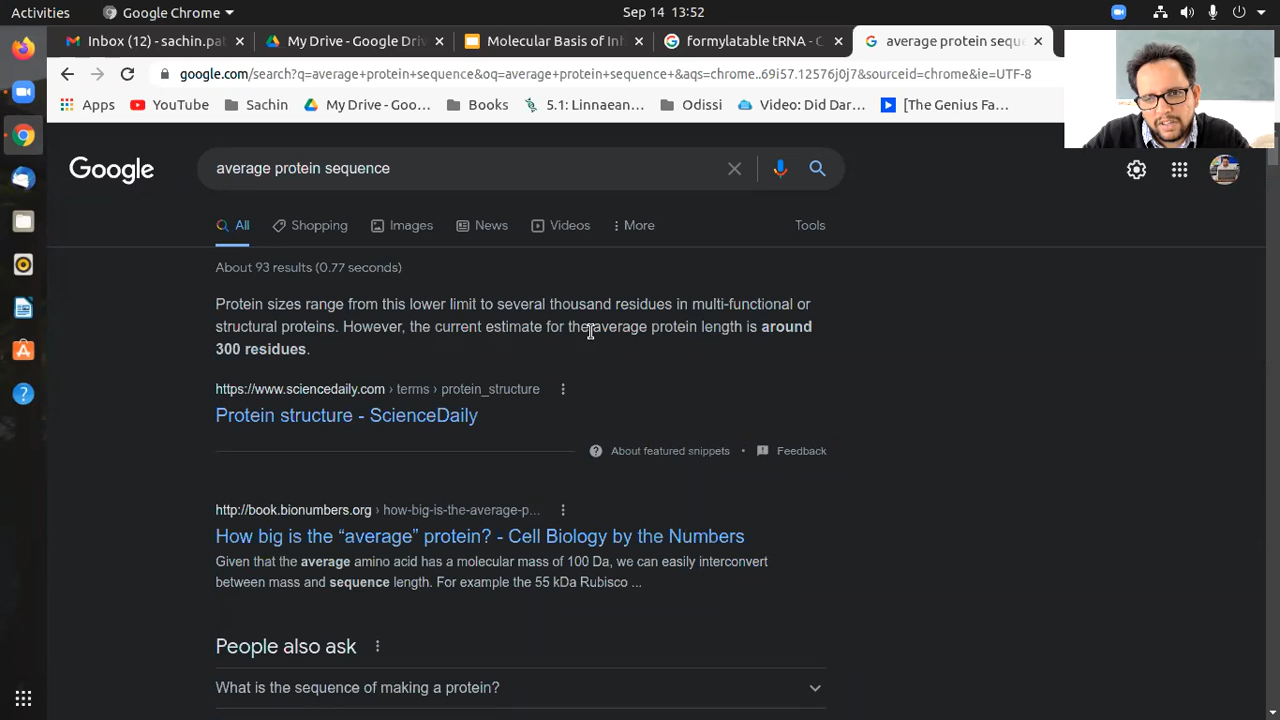 Activities Google Chrome Sep 14 13:52
Inbox (12) - sachin.pat My Drive - Google Driv Molecular Basis of Inh formylatable tRNA - G average protein sequ
google.com/search?q=average+protein+sequence&oq=average+protein+sequence+&aqs=chrome..69i57.12576j0j7&sourceid=chrome&ie=UTF-8
Apps YouTube Sachin My Drive - Goo... Books 5.1: Linnaean... Odissi Video: Did Dar... [The Genius Fa...
Google average protein sequence
All Shopping Images News Videos More Tools
About 93 results (0.77 seconds)
Protein sizes range from this lower limit to several thousand residues in multi-functional or
structural proteins. However, the current estimate for the average protein length is around
300 residues.
https://www.sciencedaily.com › terms › protein_structure
Protein structure - ScienceDaily
About featured snippets • Feedback
http://book.bionumbers.org › how-big-is-the-average-p...
How big is the “average” protein? - Cell Biology by the Numbers
Given that the average amino acid has a molecular mass of 100 Da, we can easily interconvert
between mass and sequence length. For example the 55 kDa Rubisco ...
People also ask
What is the sequence of making a protein?